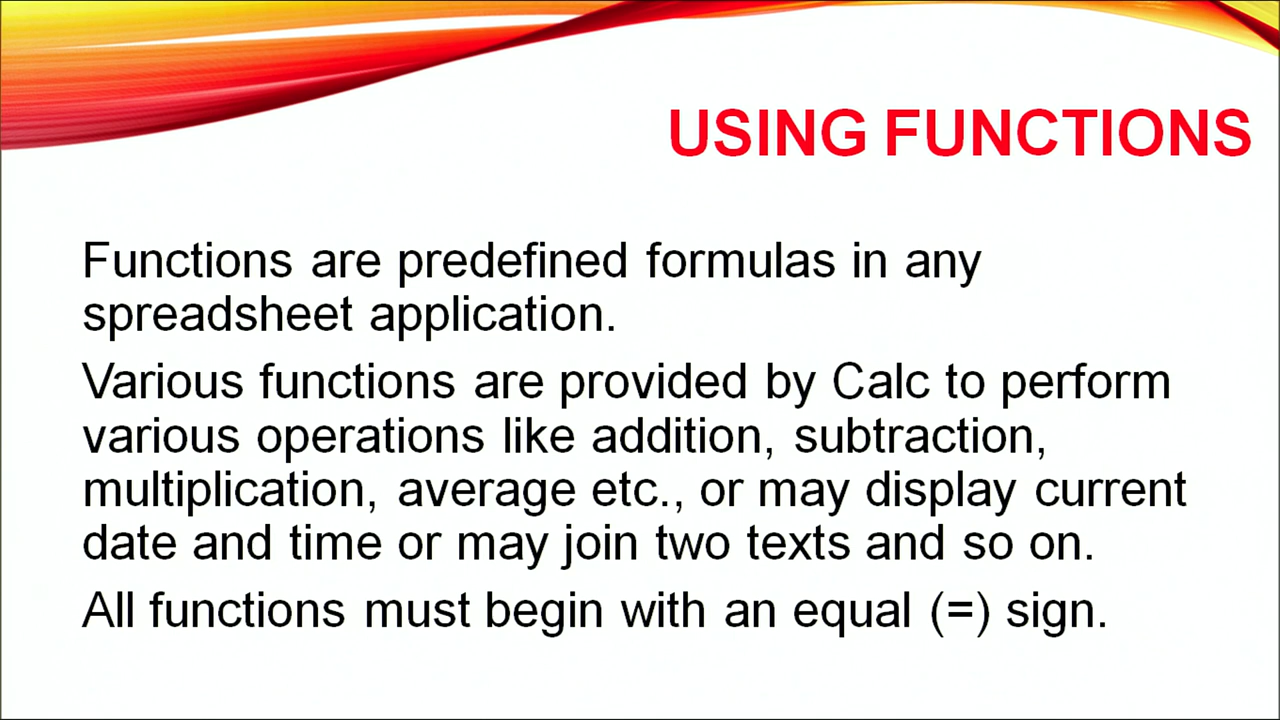 USING FUNCTIONS
Functions are predefined formulas in any
spreadsheet application.
Various functions are provided by Calc to perform
various operations like addition, subtraction,
multiplication, average etc., or may display current
date and time or may join two texts and so on.
All functions must begin with an equal (=) sign.